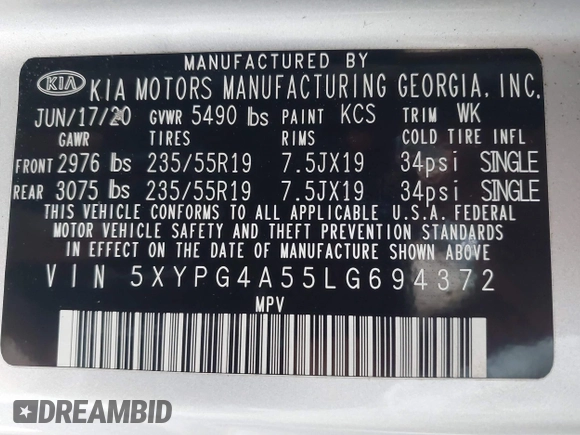 MANUFACTURED BY
KIA KIA MOTORS MANUFACTURING GEORGIA, INC.
JUN/17/20 GVWR 5490 lbs PAINT KCS TRIM WK
GAWR TIRES RIMS COLD TIRE INFL
FRONT 2976 lbs 235/55R19 7.5JX19 34psi SINGLE
REAR 3075 lbs 235/55R19 7.5JX19 34psi SINGLE
THIS VEHICLE CONFORMS TO ALL APPLICABLE U.S.A. FEDERAL
MOTOR VEHICLE SAFETY AND THEFT PREVENTION STANDARDS
IN EFFECT ON THE DATE OF MANUFACTURE SHOWN ABOVE
VIN 5XYPG4A55LG694372
MPV
DREAMBID